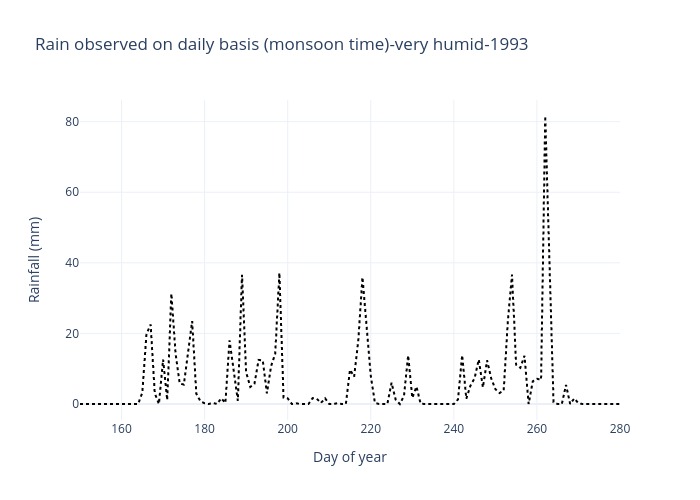 Rain observed on daily basis (monsoon time)-very humid-1993
80
60
40
20
0
Rainfall (mm)
160 180 200 220 240 260 280
Day of year